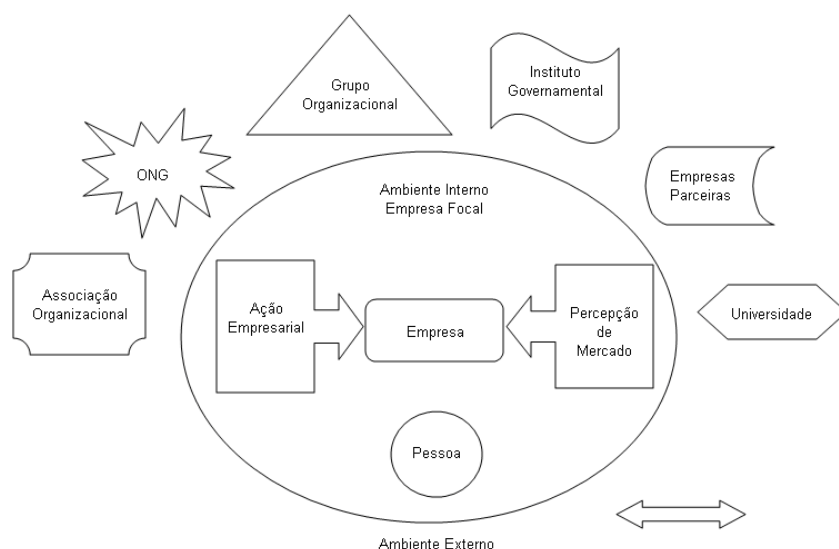 Grupo
Organizacional
Instituto
Governamental
ONG
Ambiente Interno
Empresa Focal
Empresas
Parceiras
Associação
Organizacional
Ação
Empresarial
Empresa
Percepção
de
Mercado
Universidade
Pessoa
Ambiente Externo